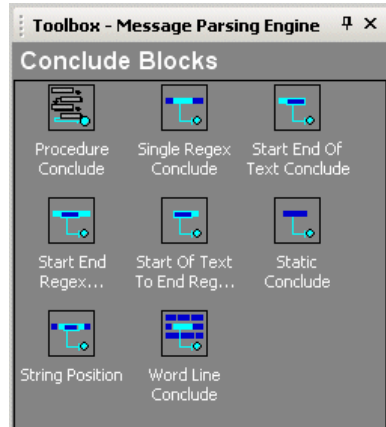 Toolbox - Message Parsing Engine
Conclude Blocks
Procedure Conclude
Single Regex Conclude
Start End Of Text Conclude
Start End Regex...
Start Of Text To End Reg...
Static Conclude
String Position
Word Line Conclude